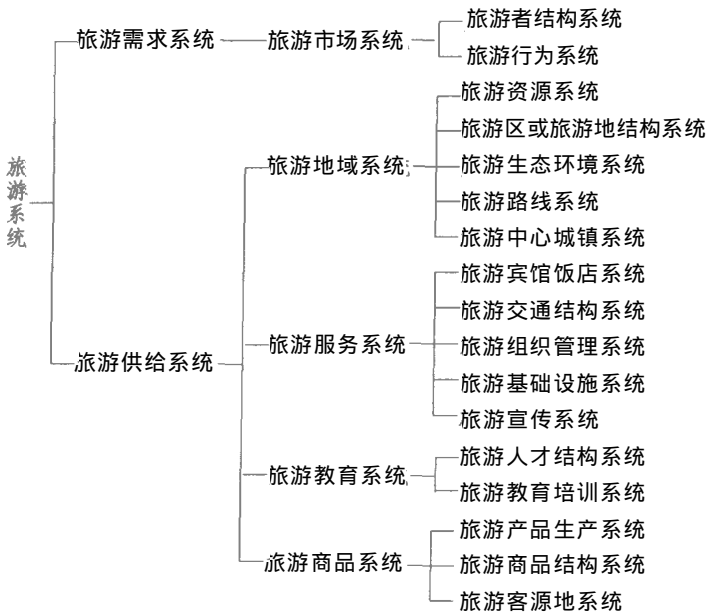 旅游系统
旅游需求系统
旅游市场系统
旅游者结构系统
旅游行为系统
旅游供给系统
旅游地域系统
旅游资源系统
旅游区或旅游地结构系统
旅游生态环境系统
旅游路线系统
旅游中心城镇系统
旅游服务系统
旅游宾馆饭店系统
旅游交通结构系统
旅游组织管理系统
旅游基础设施系统
旅游宣传系统
旅游教育系统
旅游人才结构系统
旅游教育培训系统
旅游商品系统
旅游产品生产系统
旅游商品结构系统
旅游客源地系统